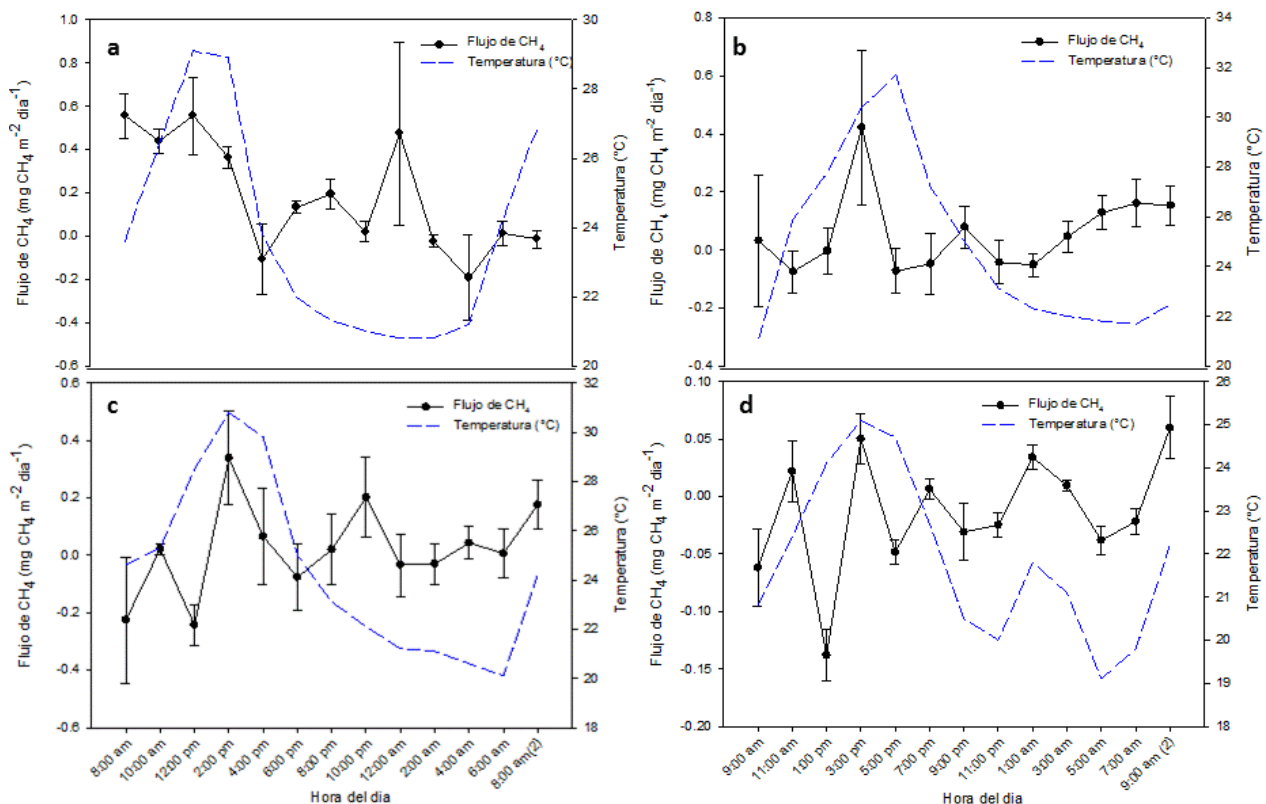 a
Flujo de CH4
Temperatura (°C)
1.0
0.8
0.6
0.4
0.2
0.0
-0.2
-0.4
-0.6
Flujo de CH4 (mg CH4 m-2 dia-1)
30
28
26
24
22
20
Temperatura (°C)
b
Flujo de CH4
Temperatura (°C)
0.8
0.6
0.4
0.2
0.0
-0.2
-0.4
Flujo de CH4 (mg CH4 m-2 dia-1)
34
32
30
28
26
24
22
20
Temperatura (°C)
c
Flujo de CH4
Temperatura (°C)
0.6
0.4
0.2
0.0
-0.2
-0.4
-0.6
Flujo de CH4 (mg CH4 m-2 dia-1)
32
30
28
26
24
22
20
18
Temperatura (°C)
8:00 am
10:00 am
12:00 pm
2:00 pm
4:00 pm
6:00 pm
8:00 pm
10:00 pm
12:00 am
2:00 am
4:00 am
6:00 am
8:00 am(2)
Hora del dia
d
Flujo de CH4
Temperatura (°C)
0.10
0.05
0.00
-0.05
-0.10
-0.15
-0.20
Flujo de CH4 (mg CH4 m-2 dia-1)
26
25
24
23
22
21
20
19
18
Temperatura (°C)
9:00 am
11:00 am
1:00 pm
3:00 pm
5:00 pm
7:00 pm
9:00 pm
11:00 pm
1:00 am
3:00 am
5:00 am
7:00 am
9:00 am(2)
Hora del dia